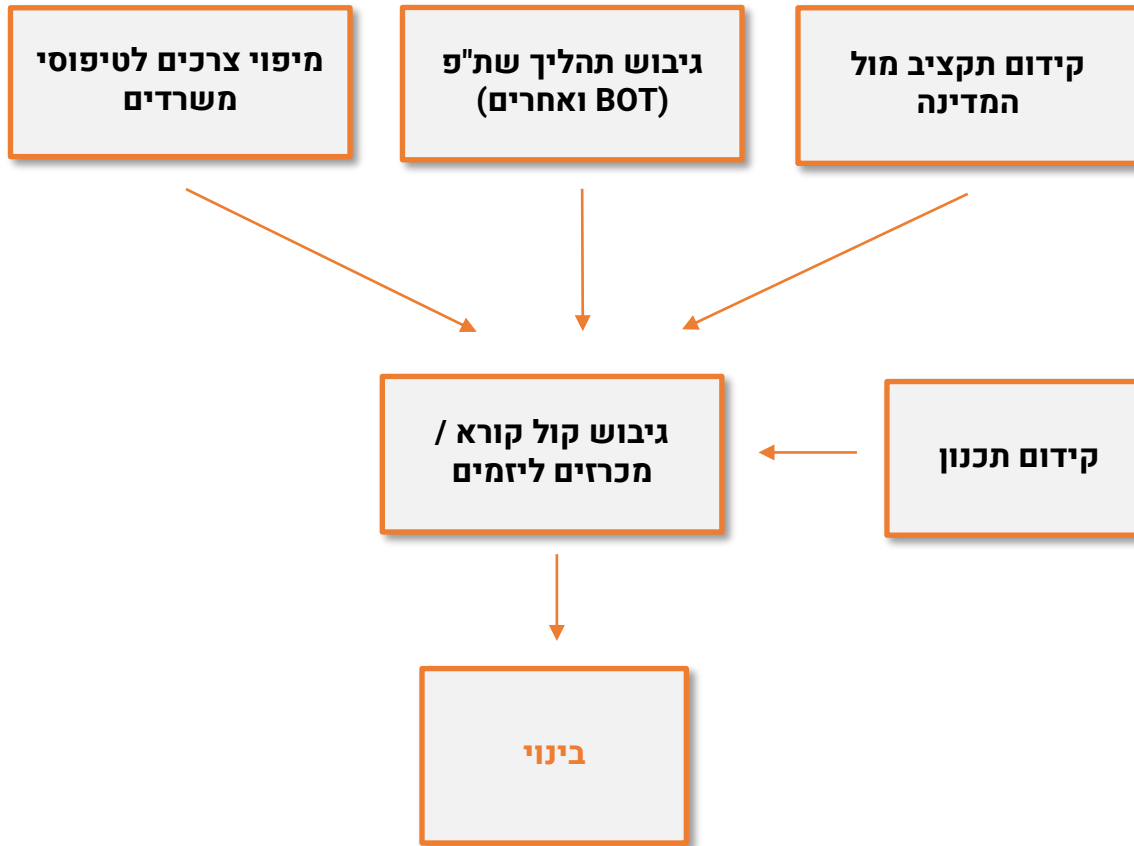 קידום תקציב מול
המדינה
גיבוש תהליך שת"פ
(BOT ואחרים)
מיפוי צרכים לטיפוסי
משרדים
גיבוש קול קורא /
מכרזים ליזמים
קידום תכנון
בינוי